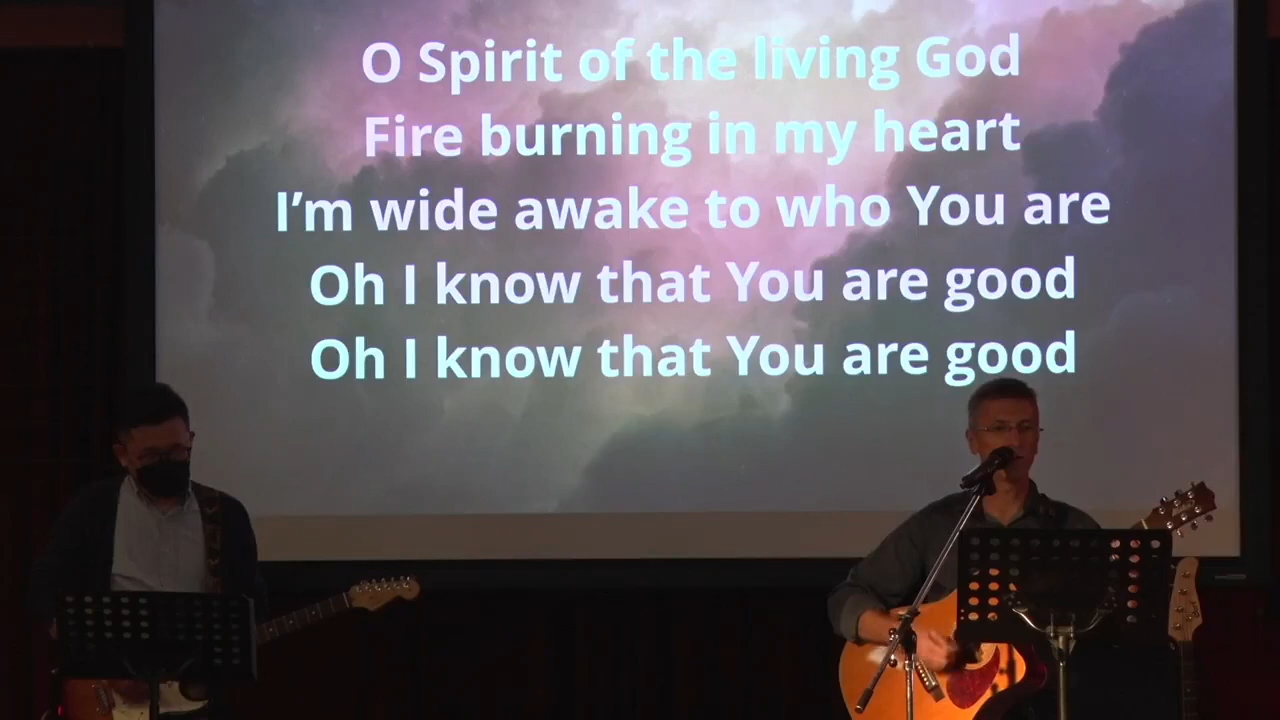 O Spirit of the living God
Fire burning in my heart
I’m wide awake to who You are
Oh I know that You are good
Oh I know that You are good